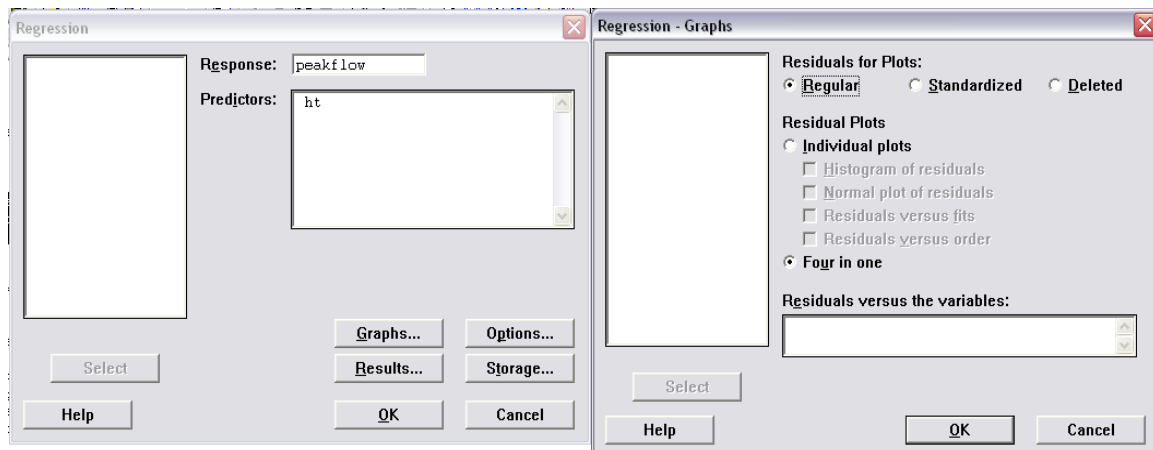 Regression
Response: peakflow
Predictors: ht
Graphs... Options...
Select Results... Storage...
Help OK Cancel
Regression - Graphs
Residuals for Plots:
Regular Standardized Deleted
Residual Plots
Individual plots
Histogram of residuals
Normal plot of residuals
Residuals versus fits
Residuals versus order
Four in one
Residuals versus the variables:
Select
Help OK Cancel